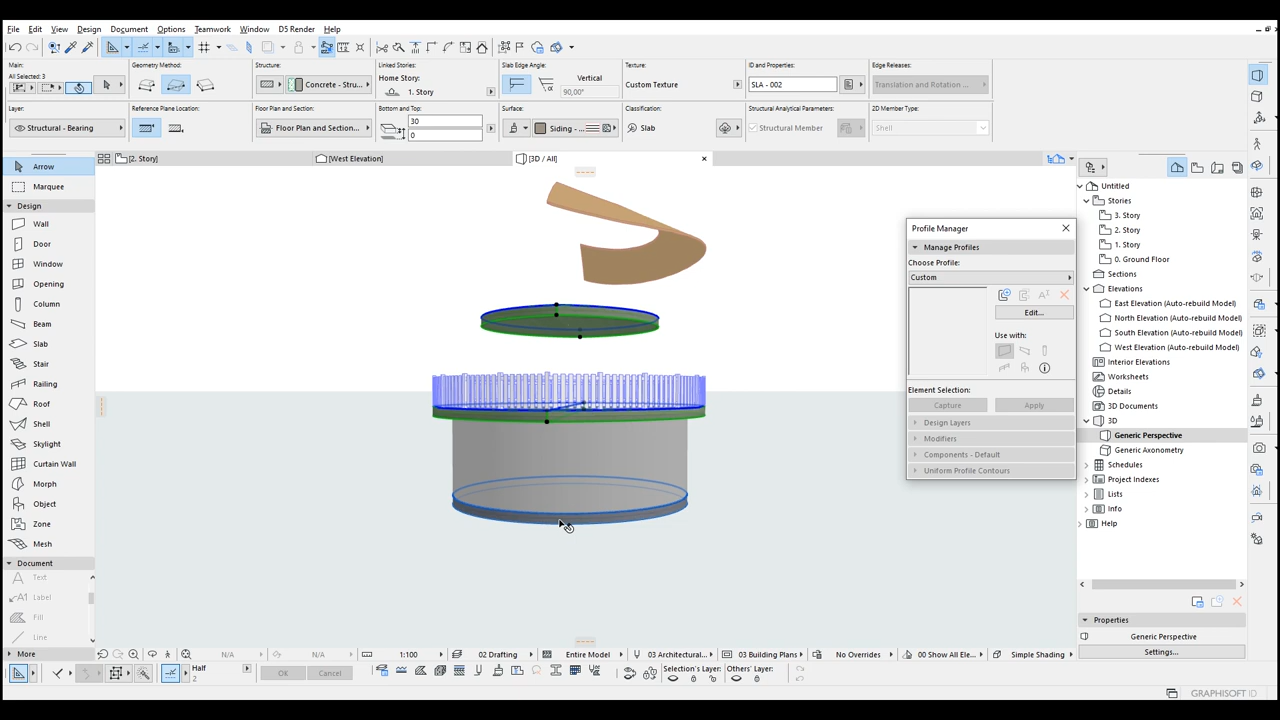 File Edit View Design Document Options Teamwork Window D5 Render Help
Main: Geometry Method: Structure: Linked Stories: Slab Edge Angle: Texture: ID and Properties: Edge Releases:
All Selected: 3 Concrete - Stru... Home Story: Vertical Custom Texture SLA - 002 Translation and Rotation ...
1. Story 90,00°
Layer: Reference Plane Location: Floor Plan and Section: Bottom and Top: Surface: Classification: Structural Analytical Parameters: 2D Member Type:
Structural - Bearing Floor Plan and Section... 30 Siding - ... Slab Structural Member Shell
0
[2. Story] [West Elevation] [3D / All]
Arrow
Marquee
Design
Wall
Door
Window
Opening
Column
Beam
Slab
Stair
Railing
Roof
Shell
Skylight
Curtain Wall
Morph
Object
Zone
Mesh
Document
Text
Label
Fill
Line
More
Profile Manager
Manage Profiles
Choose Profile:
Custom
Edit...
Use with:
Element Selection:
Capture Apply
Design Layers
Modifiers
Components - Default
Uniform Profile Contours
Untitled
Stories
3. Story
2. Story
1. Story
0. Ground Floor
Sections
Elevations
East Elevation (Auto-rebuild Model)
North Elevation (Auto-rebuild Model)
South Elevation (Auto-rebuild Model)
West Elevation (Auto-rebuild Model)
Interior Elevations
Worksheets
Details
3D Documents
3D
Generic Perspective
Generic Axonometry
Schedules
Project Indexes
Lists
Info
Help
Properties
Generic Perspective
Settings...
N/A N/A 1:100 02 Drafting Entire Model 03 Architectural... 03 Building Plans No Overrides 00 Show All Ele... Simple Shading
Half
2
OK Cancel Selection's Layer: Others' Layer:
GRAPHISOFT ID